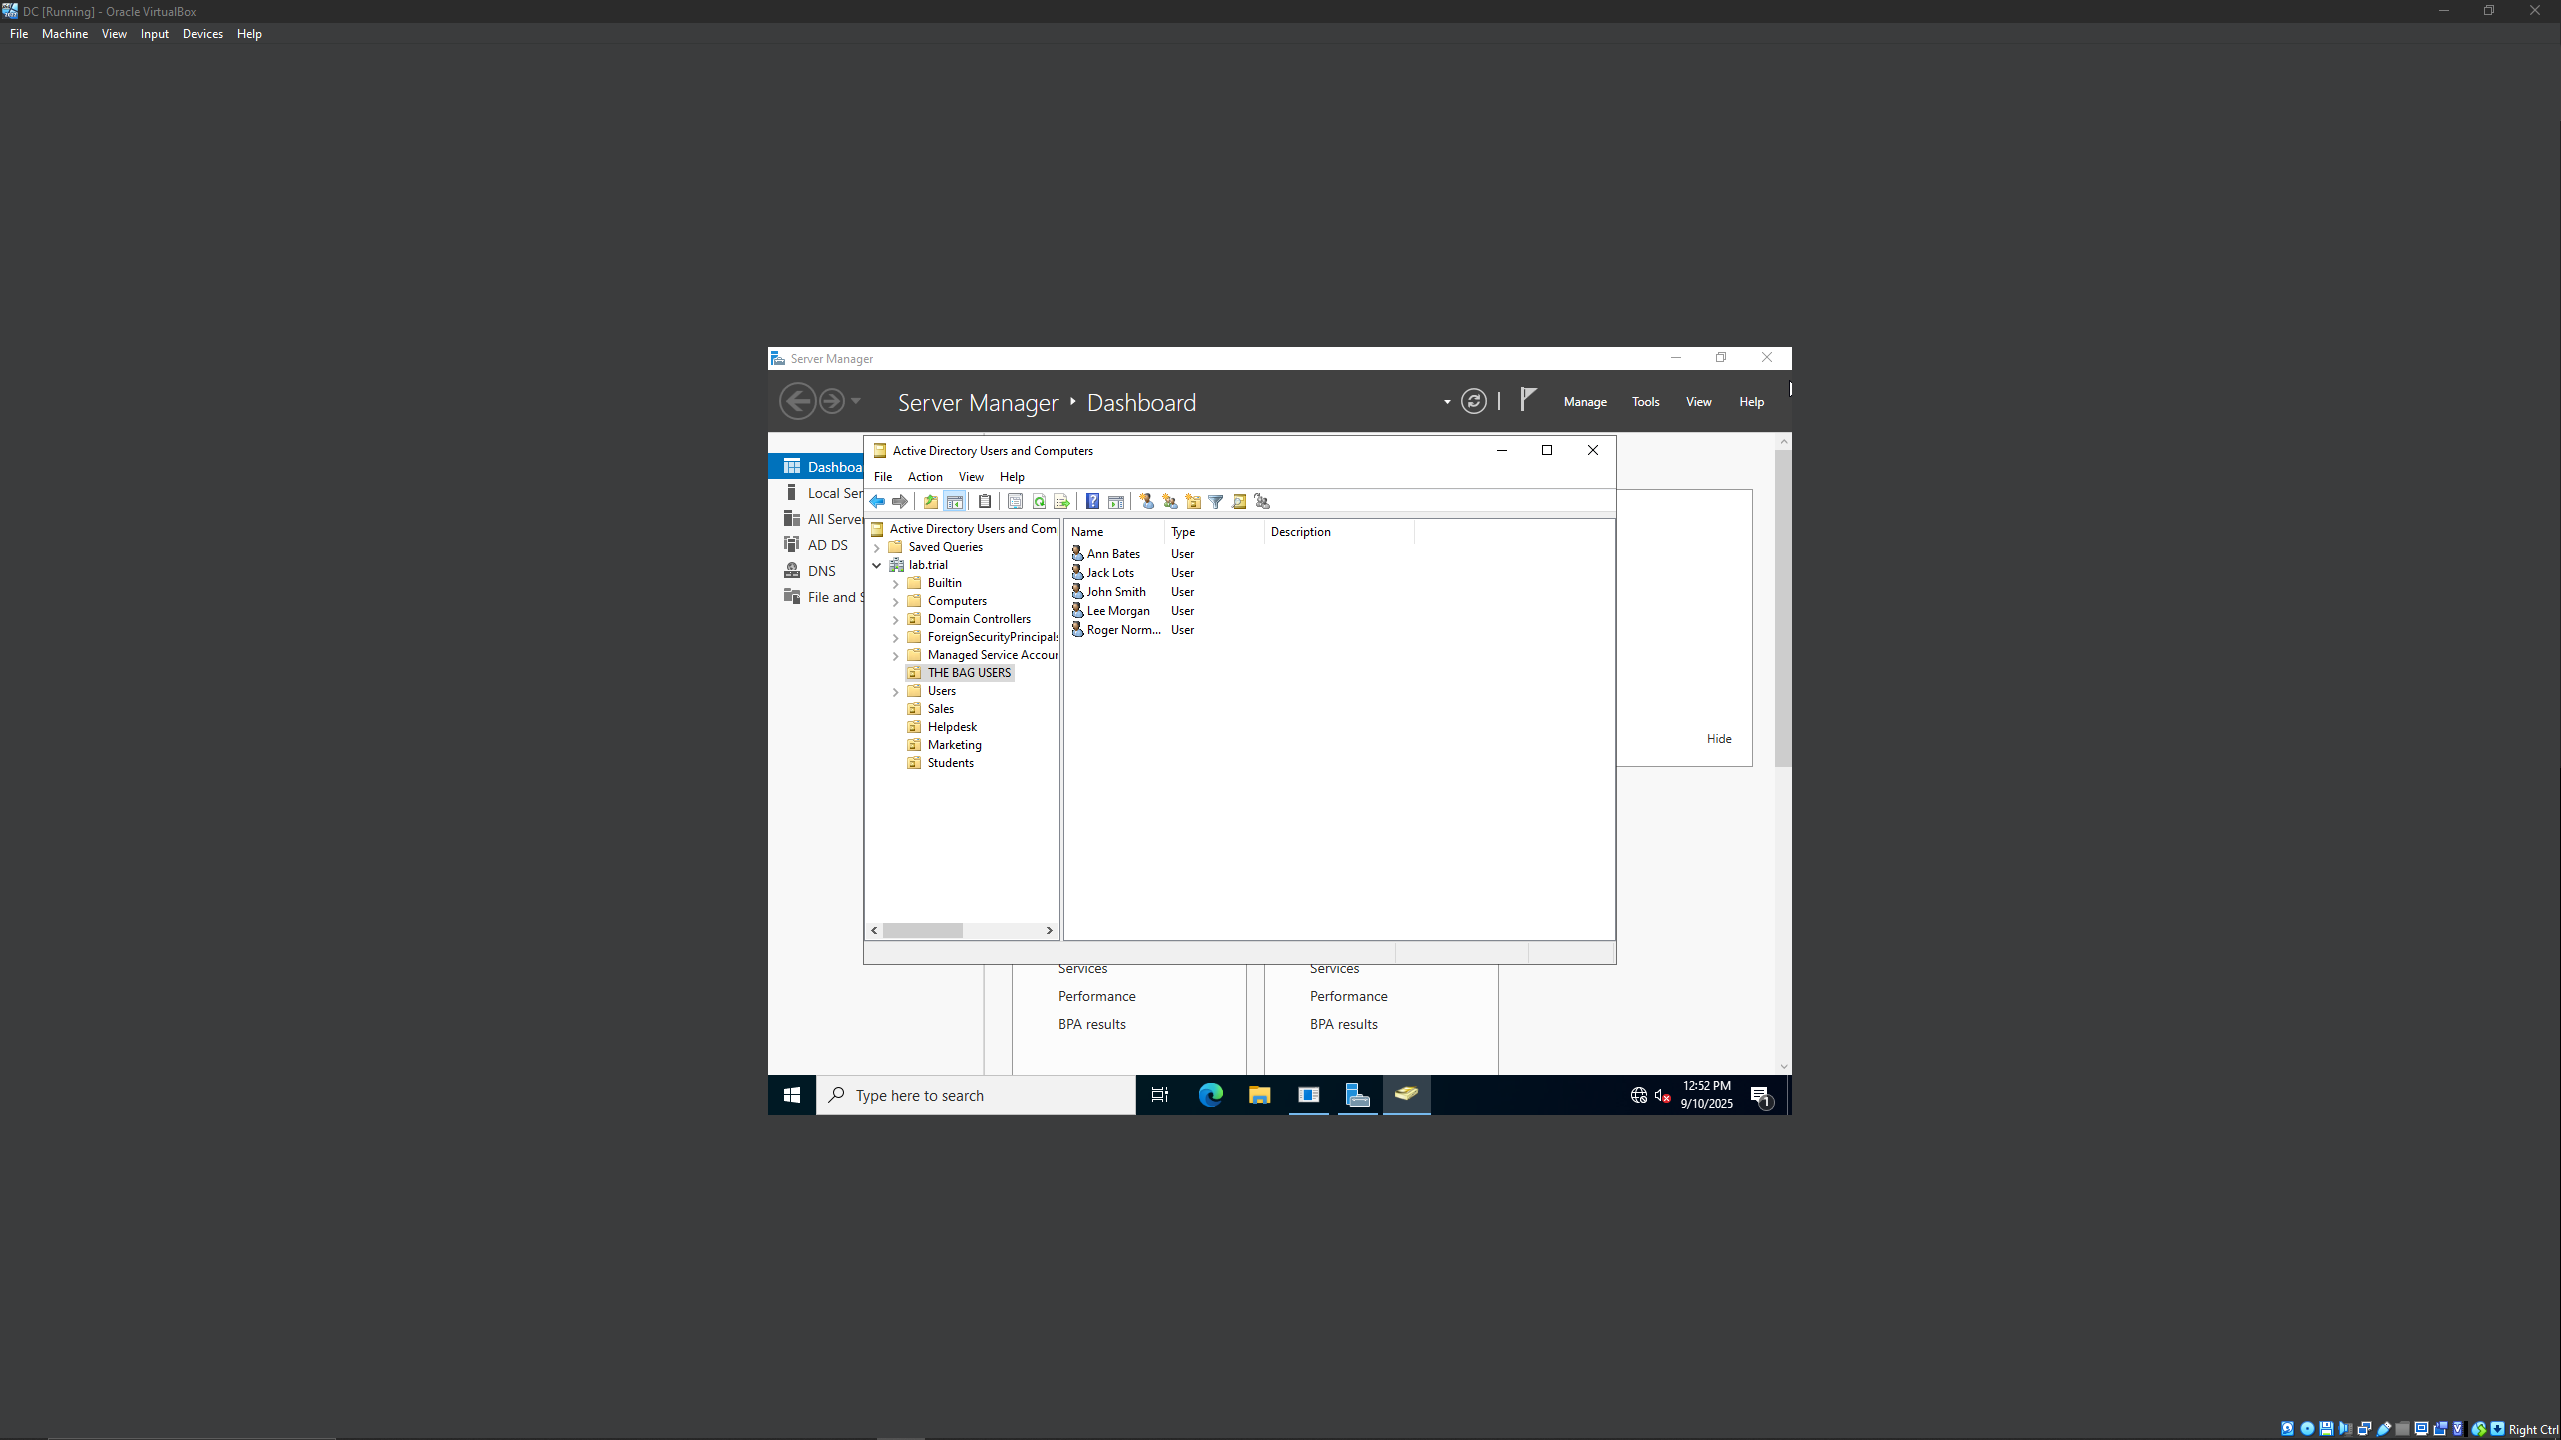 DC [Running] - Oracle VirtualBox
File Machine View Input Devices Help
Server Manager
Server Manager Dashboard
Manage Tools View Help
Dashboa
Local Ser
All Serve
AD DS
DNS
File and S
Active Directory Users and Computers
File Action View Help
Active Directory Users and Com
Saved Queries
lab.trial
Builtin
Computers
Domain Controllers
ForeignSecurityPrincipals
Managed Service Accour
THE BAG USERS
Users
Sales
Helpdesk
Marketing
Students
Name Type Description
Ann Bates User
Jack Lots User
John Smith User
Lee Morgan User
Roger Norm... User
Hide
Services Services
Performance Performance
BPA results BPA results
Type here to search
12:52 PM
9/10/2025
1
Right Ctrl